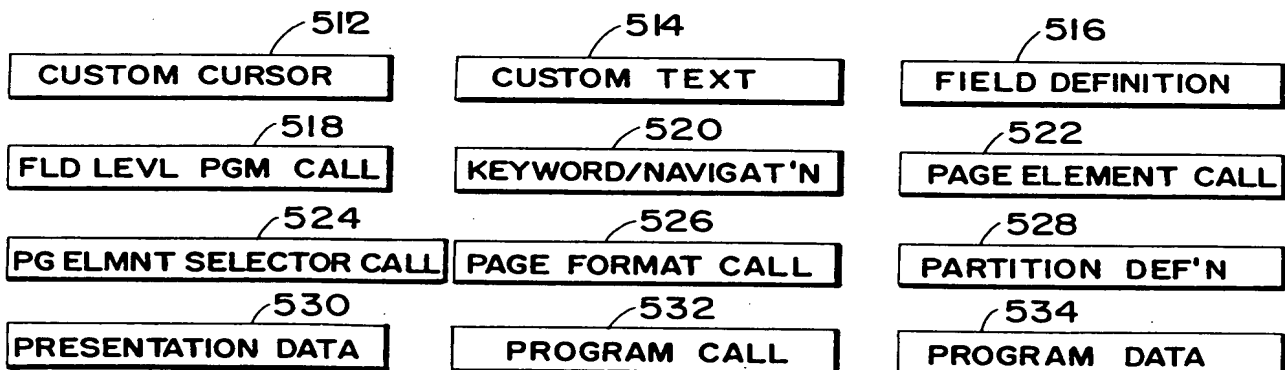 512 514 516
CUSTOM CURSOR CUSTOM TEXT FIELD DEFINITION
518 520 522
FLD LEVL PGM CALL KEYWORD/NAVIGAT'N PAGE ELEMENT CALL
524 526 528
PG ELMNT SELECTOR CALL PAGE FORMAT CALL PARTITION DEF'N
530 532 534
PRESENTATION DATA PROGRAM CALL PROGRAM DATA